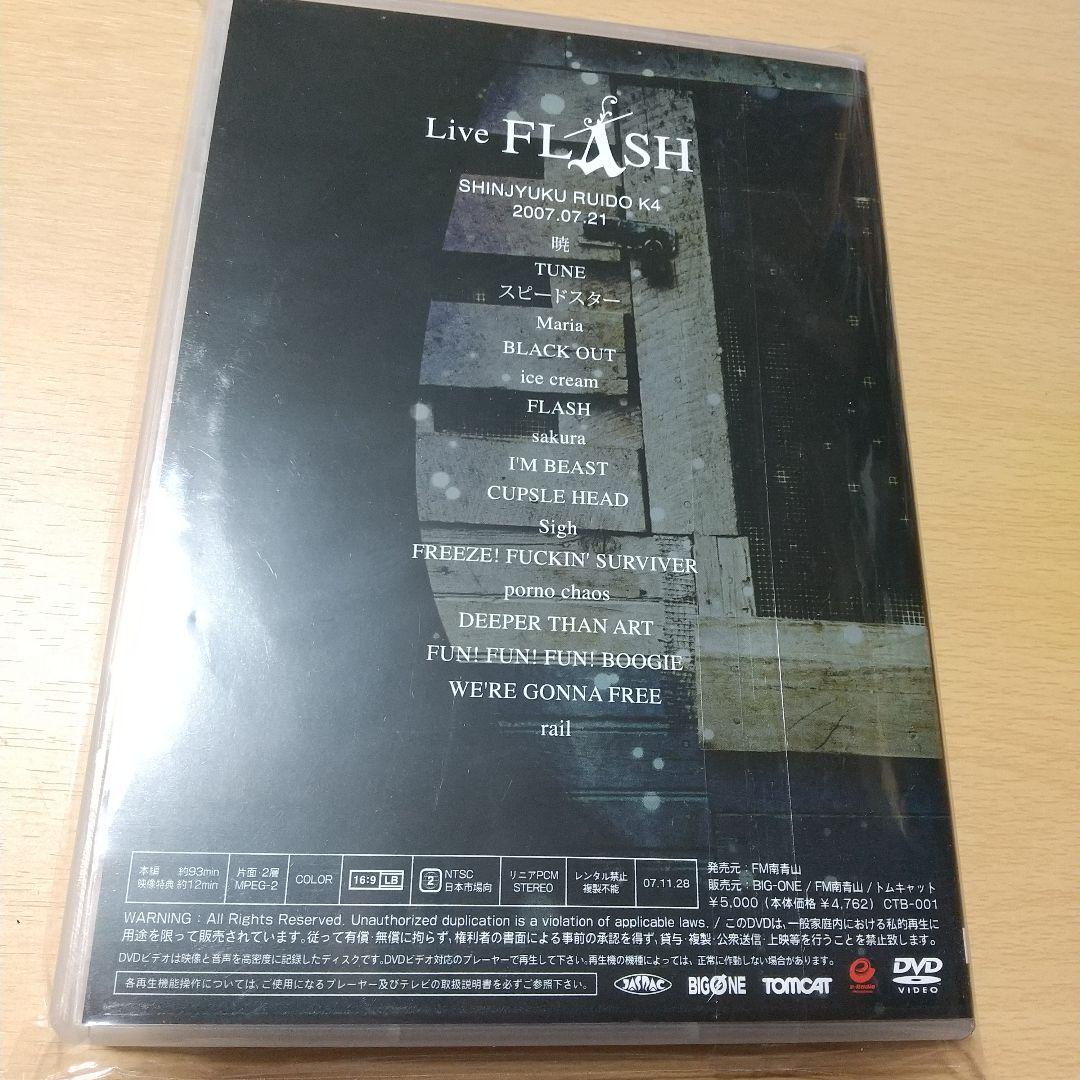 Live FLASH
SHINJYUKU RUIDO K4
2007.07.21
暁
TUNE
スピードスター
Maria
BLACK OUT
ice cream
FLASH
sakura
I'M BEAST
CUPSLE HEAD
Sigh
FREEZE! FUCKIN' SURVIVER
porno chaos
DEEPER THAN ART
FUN! FUN! FUN! BOOGIE
WE'RE GONNA FREE
rail
本編 約93min
映像特典 約12min
片面・2層
MPEG-2
COLOR
16:9 LB
2 NTSC
日本市場向
リニアPCM
STEREO
レンタル禁止
複製不能
07.11.28
発売元：FM南青山
販売元：BIG-ONE / FM南青山 / トムキャット
¥5,000 (本体価格 ¥4,762) CTB-001
WARNING : All Rights Reserved. Unauthorized duplication is a violation of applicable laws. / このDVDは、一般家庭内における私的再生に
用途を限って販売されています。従って有償・無償に拘らず、権利者の書面による事前の承認を得ず、貸与・複製・公衆送信・上映等を行うことを禁止致します。
DVDビデオは映像と音声を高密度に記録したディスクです。DVDビデオ対応のプレーヤーで再生して下さい。再生機の機種によっては、正常に作動しない場合があります。
各再生機能操作については、ご使用になるプレーヤー及びテレビの取扱説明書を必ずご参照下さい。
JASRAC
BIGØNE
TOMCAT
e-Radio
DVD
VIDEO